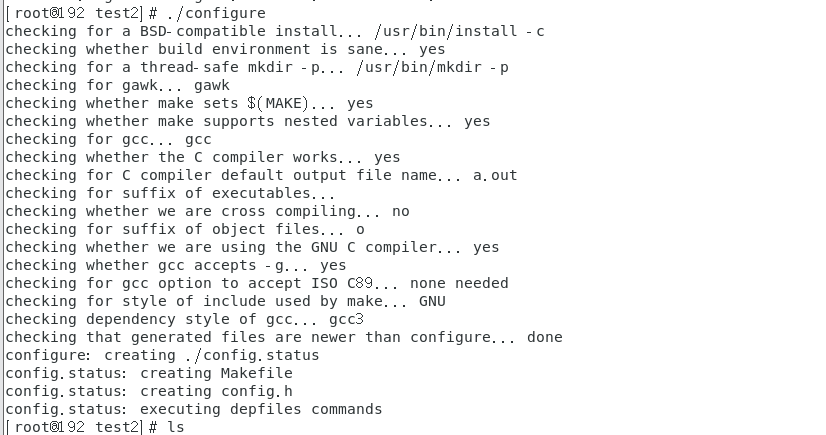 [root@192 test2]# ./configure
checking for a BSD-compatible install... /usr/bin/install -c
checking whether build environment is sane... yes
checking for a thread-safe mkdir -p... /usr/bin/mkdir -p
checking for gawk... gawk
checking whether make sets $(MAKE)... yes
checking whether make supports nested variables... yes
checking for gcc... gcc
checking whether the C compiler works... yes
checking for C compiler default output file name... a.out
checking for suffix of executables...
checking whether we are cross compiling... no
checking for suffix of object files... o
checking whether we are using the GNU C compiler... yes
checking whether gcc accepts -g... yes
checking for gcc option to accept ISO C89... none needed
checking for style of include used by make... GNU
checking dependency style of gcc... gcc3
checking that generated files are newer than configure... done
configure: creating ./config.status
config.status: creating Makefile
config.status: creating config.h
config.status: executing depfiles commands
[root@192 test2]# ls